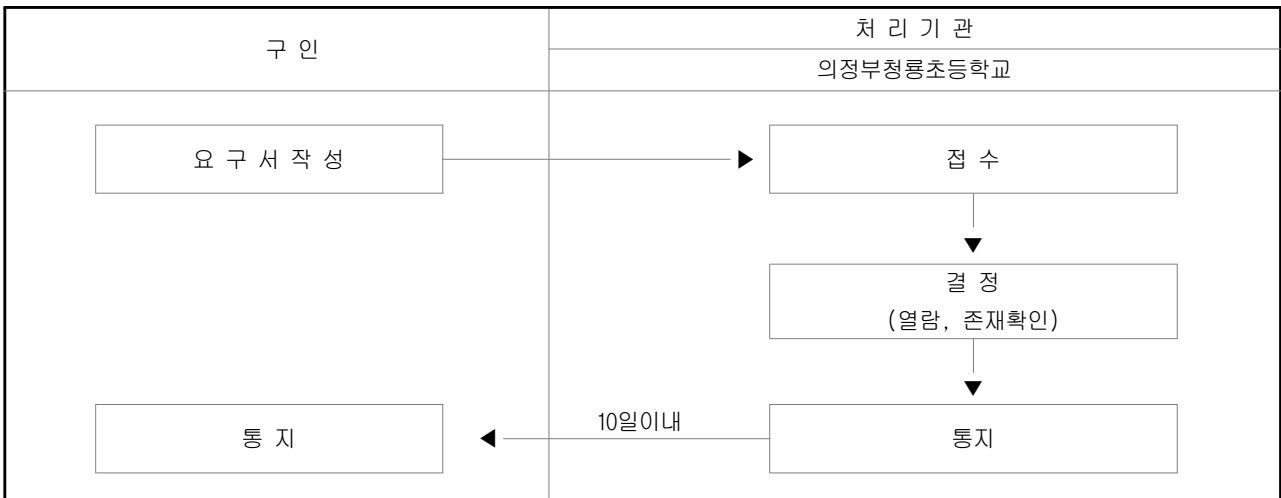 구 인
처 리 기 관
의정부청룡초등학교
요 구 서 작 성
접 수
결 정
(열람, 존재확인)
통 지
10일이내
통지